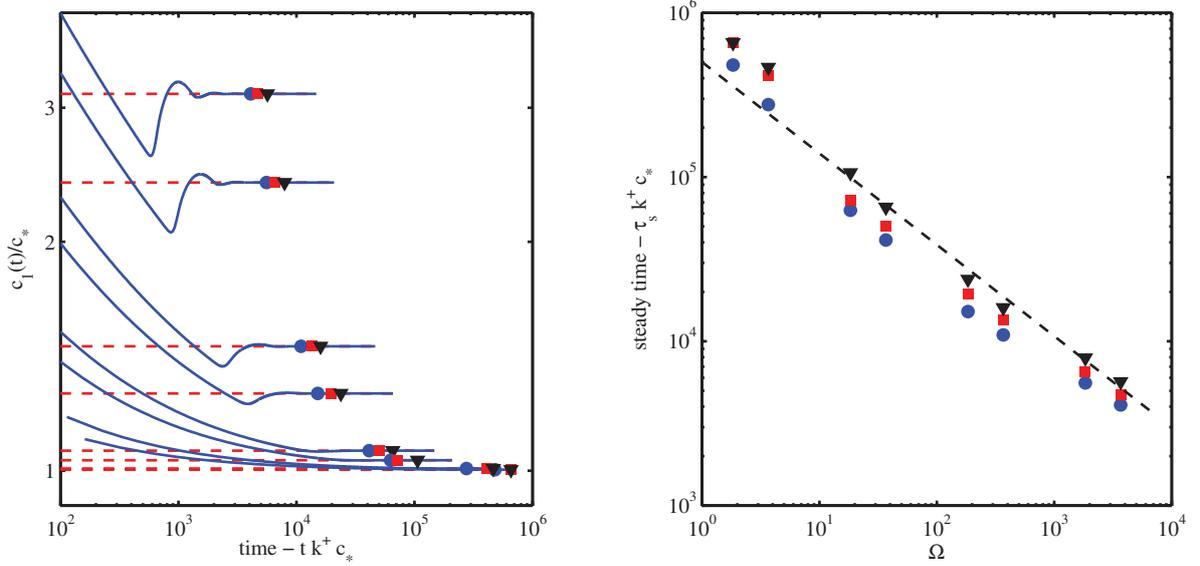 3
2
1
10^2 10^3 10^4 10^5 10^6
time – t k^+ c_*
c_1(t)/c_*
10^6
10^5
10^4
10^3
10^0 10^1 10^2 10^3 10^4
Ω
steady time – τ_s k^+ c_*